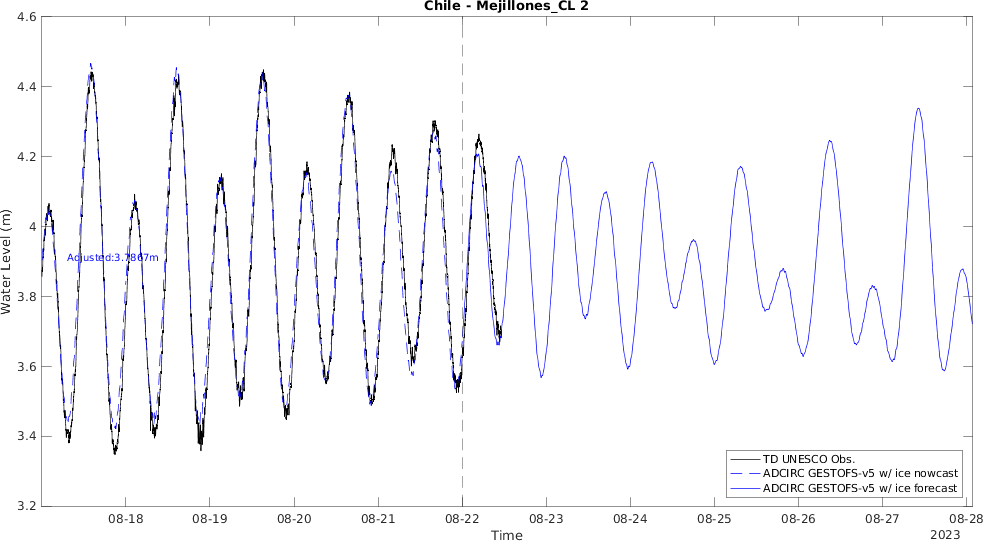 Chile - Mejillones_CL 2
4.6
4.4
4.2
4
3.8
3.6
3.4
3.2
Water Level (m)
Adjusted:3.7867m
TD UNESCO Obs.
ADCIRC GESTOFS-v5 w/ ice nowcast
ADCIRC GESTOFS-v5 w/ ice forecast
08-18 08-19 08-20 08-21 08-22 08-23 08-24 08-25 08-26 08-27 08-28
Time
2023